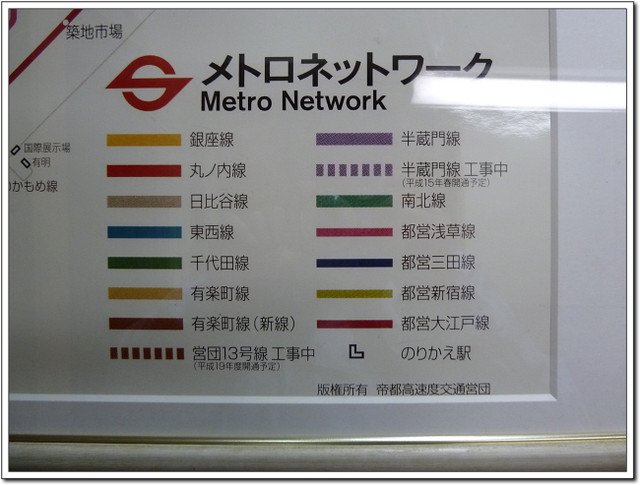 築地市場
メトロネットワーク
Metro Network
国際展示場
有明
りかもめ線
銀座線
丸ノ内線
日比谷線
東西線
千代田線
有楽町線
有楽町線（新線）
営団13号線 工事中
（平成19年度開通予定）
半蔵門線
半蔵門線 工事中
（平成15年春開通予定）
南北線
都営浅草線
都営三田線
都営新宿線
都営大江戸線
のりかえ駅
版権所有 帝都高速度交通営団